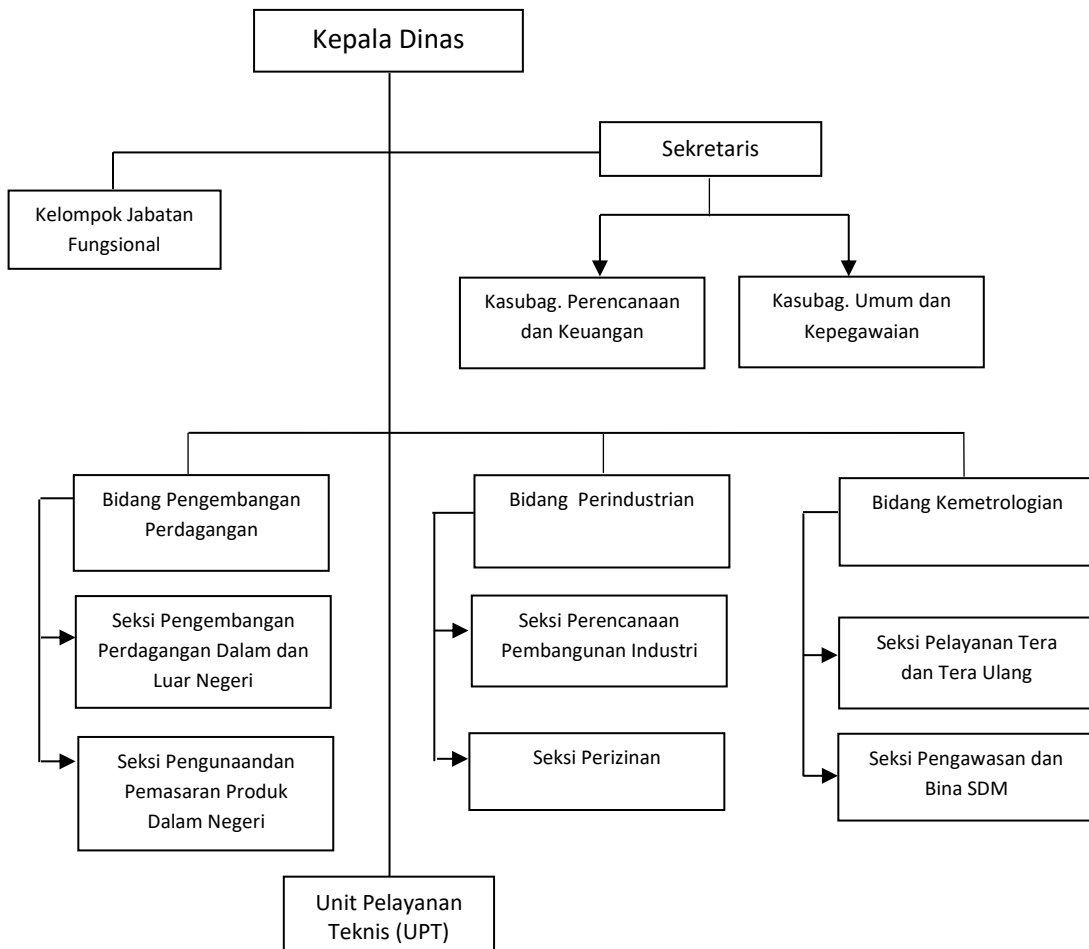 Kepala Dinas
Sekretaris
Kelompok Jabatan
Fungsional
Kasubag. Perencanaan
dan Keuangan
Kasubag. Umum dan
Kepegawaian
Bidang Pengembangan
Perdagangan
Bidang Perindustrian
Bidang Kemetrologian
Seksi Pengembangan
Perdagangan Dalam dan
Luar Negeri
Seksi Perencanaan
Pembangunan Industri
Seksi Pelayanan Tera
dan Tera Ulang
Seksi Pengunaandan
Pemasaran Produk
Dalam Negeri
Seksi Perizinan
Seksi Pengawasan dan
Bina SDM
Unit Pelayanan
Teknis (UPT)